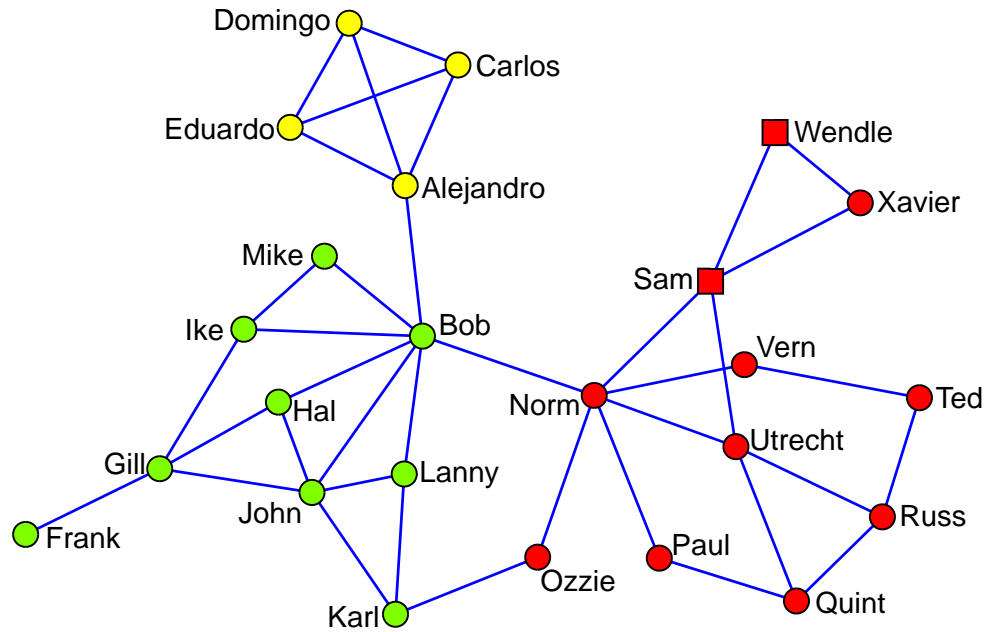 Domingo
Carlos
Eduardo
Wendle
Alejandro
Xavier
Mike
Sam
Ike
Bob
Vern
Norm
Ted
Hal
Utrecht
Gill
Lanny
John
Russ
Frank
Paul
Ozzie
Karl
Quint